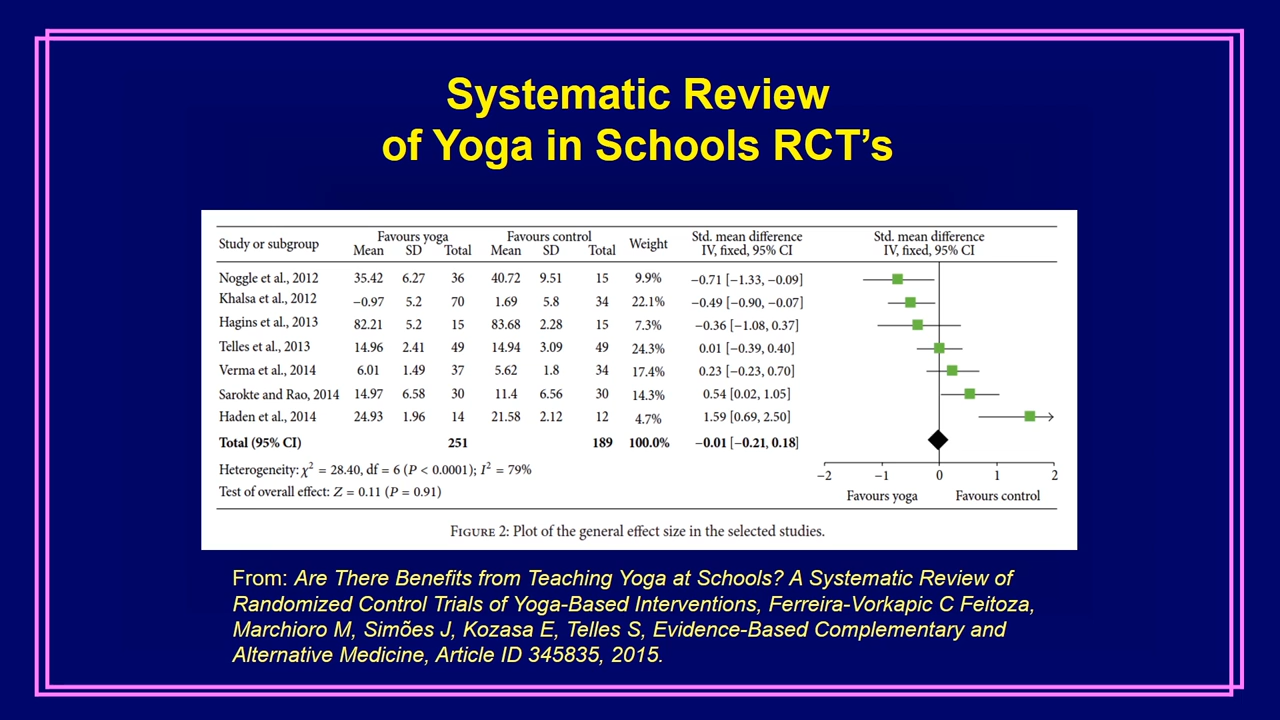 Systematic Review
of Yoga in Schools RCT’s
Study or subgroup Favours yoga Favours control Weight Std. mean difference Std. mean difference
Mean SD Total Mean SD Total IV, fixed, 95% CI IV, fixed, 95% CI
Noggle et al., 2012 35.42 6.27 36 40.72 9.51 15 9.9% −0.71 [−1.33, −0.09]
Khalsa et al., 2012 −0.97 5.2 70 1.69 5.8 34 22.1% −0.49 [−0.90, −0.07]
Hagins et al., 2013 82.21 5.2 15 83.68 2.28 15 7.3% −0.36 [−1.08, 0.37]
Telles et al., 2013 14.96 2.41 49 14.94 3.09 49 24.3% 0.01 [−0.39, 0.40]
Verma et al., 2014 6.01 1.49 37 5.62 1.8 34 17.4% 0.23 [−0.23, 0.70]
Sarokte and Rao, 2014 14.97 6.58 30 11.4 6.56 30 14.3% 0.54 [0.02, 1.05]
Haden et al., 2014 24.93 1.96 14 21.58 2.12 12 4.7% 1.59 [0.69, 2.50]
Total (95% CI) 251 189 100.0% −0.01 [−0.21, 0.18]
Heterogeneity: χ² = 28.40, df = 6 (P < 0.0001); I² = 79%
Test of overall effect: Z = 0.11 (P = 0.91)
−2 −1 0 1 2
Favours yoga Favours control
Figure 2: Plot of the general effect size in the selected studies.
From: Are There Benefits from Teaching Yoga at Schools? A Systematic Review of
Randomized Control Trials of Yoga-Based Interventions, Ferreira-Vorkapic C Feitoza,
Marchioro M, Simões J, Kozasa E, Telles S, Evidence-Based Complementary and
Alternative Medicine, Article ID 345835, 2015.